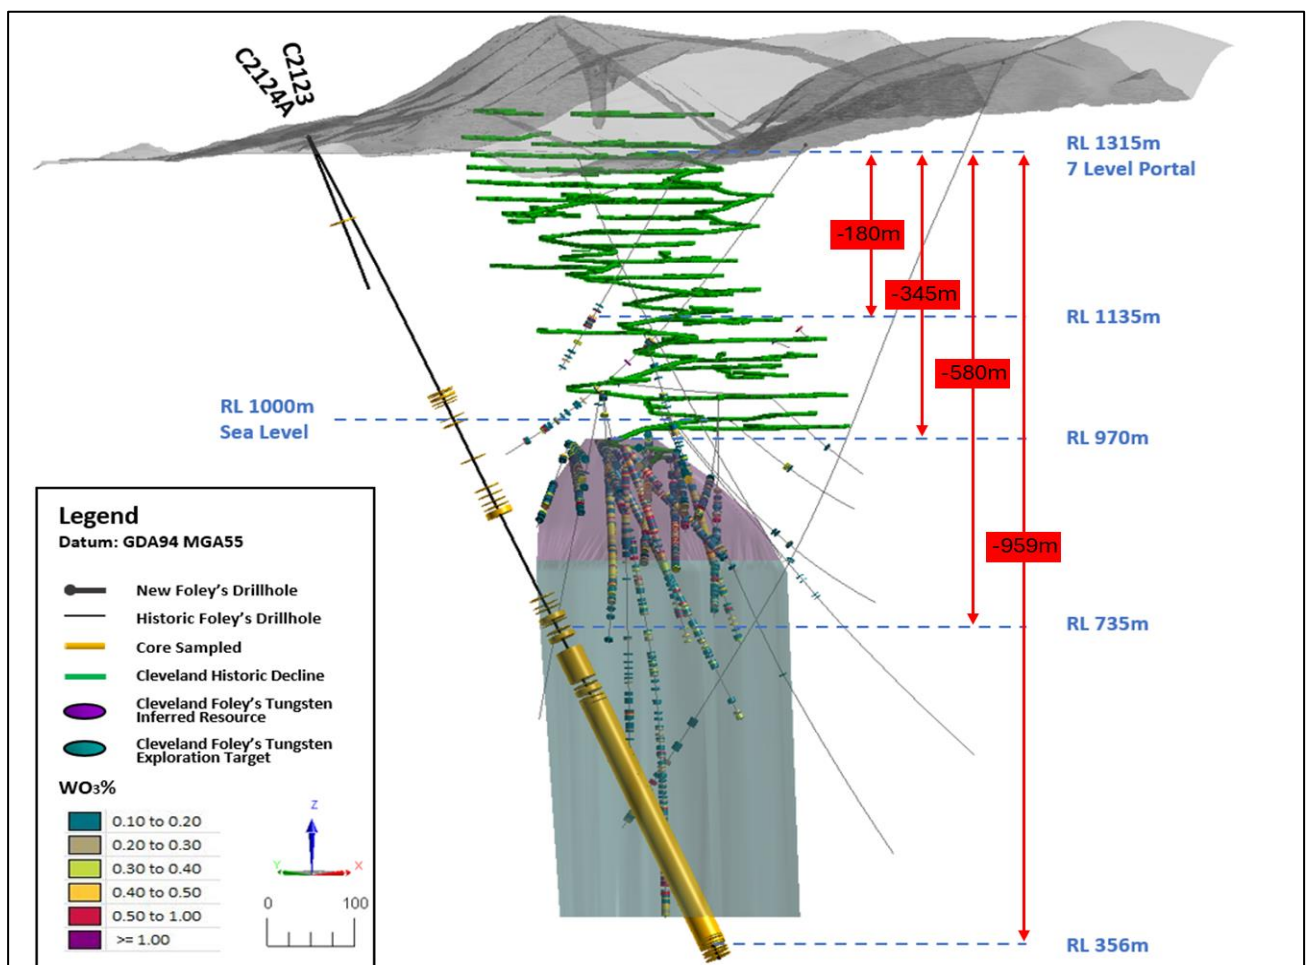 C2123
C2124A
RL 1315m
7 Level Portal
-180m
-345m
RL 1135m
-580m
RL 1000m
Sea Level
RL 970m
-959m
RL 735m
RL 356m
Legend
Datum: GDA94 MGA55
New Foley's Drillhole
Historic Foley's Drillhole
Core Sampled
Cleveland Historic Decline
Cleveland Foley's Tungsten
Inferred Resource
Cleveland Foley's Tungsten
Exploration Target
WO₃%
0.10 to 0.20
0.20 to 0.30
0.30 to 0.40
0.40 to 0.50
0.50 to 1.00
>= 1.00
Z
Y
X
0 100